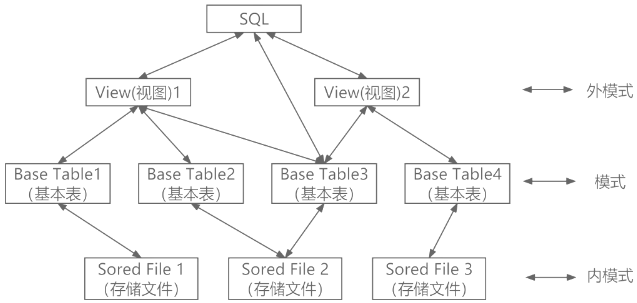 SQL
View(视图)1
View(视图)2
外模式
Base Table1
(基本表)
Base Table2
(基本表)
Base Table3
(基本表)
Base Table4
(基本表)
模式
Sored File 1
(存储文件)
Sored File 2
(存储文件)
Sored File 3
(存储文件)
内模式